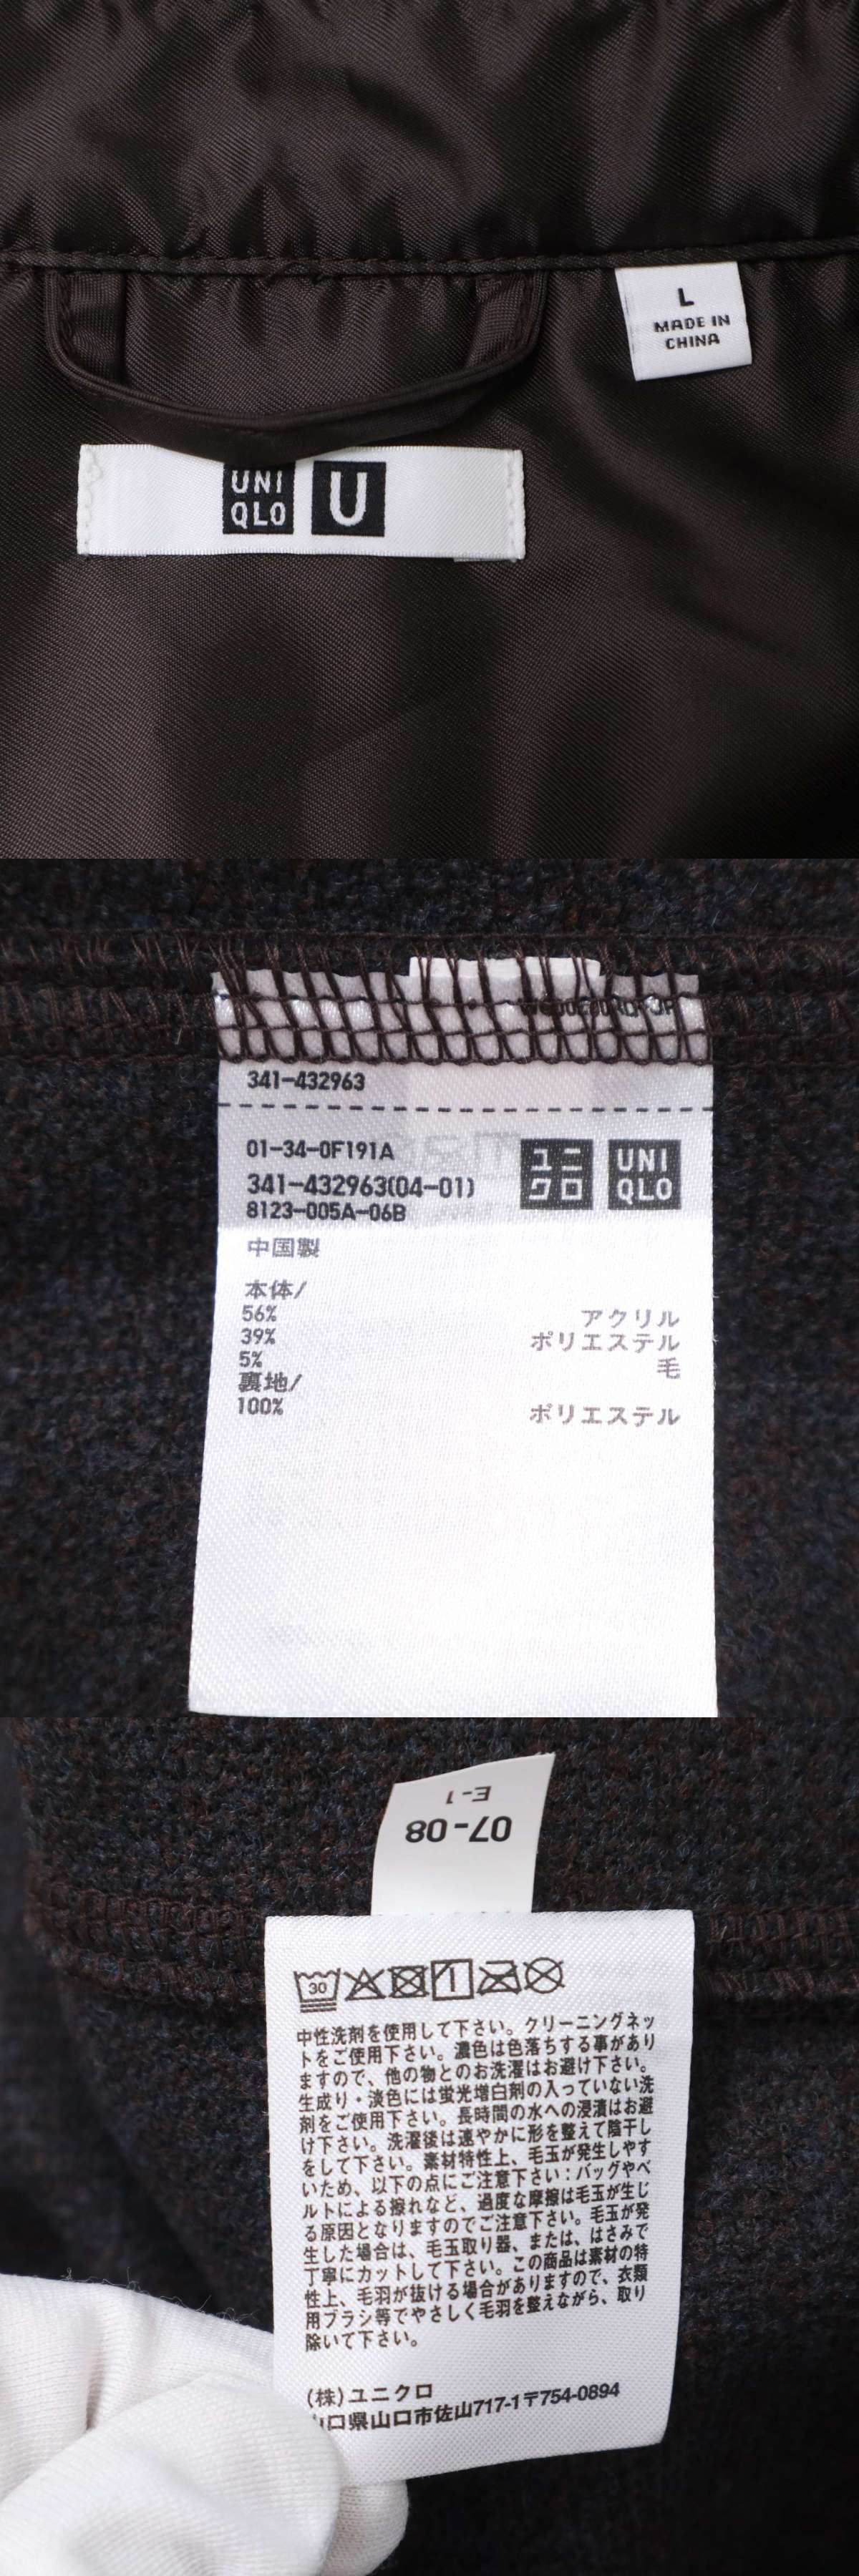 L
MADE IN
CHINA
UNI
QLO
U
341-432963
01-34-0F191A
341-432963(04-01)
8123-005A-06B
ユニ
クロ
UNI
QLO
中国製
本体/
56% アクリル
39% ポリエステル
5% 毛
裏地/
100% ポリエステル
E-1
07-08
30
中性洗剤を使用して下さい。クリーニングネッ
トをご使用下さい。濃色は色落ちする事があり
ますので、他の物とのお洗濯はお避け下さい。
生成り・淡色には蛍光増白剤の入っていない洗
剤をご使用下さい。長時間の水への浸漬はお避
け下さい。洗濯後は速やかに形を整えて陰干し
をして下さい。素材特性上、毛玉が発生しやす
いため、以下の点にご注意下さい：バッグやベ
ルトによる擦れなど、過度な摩擦は毛玉が生じ
る原因となりますのでご注意下さい。毛玉が発
生した場合は、毛玉取り器、または、はさみで
丁寧にカットして下さい。この商品は素材の特
性上、毛羽が抜ける場合がありますので、衣類
用ブラシ等でやさしく毛羽を整えながら、取り
除いて下さい。
(株)ユニクロ
山口県山口市佐山717-1〒754-0894